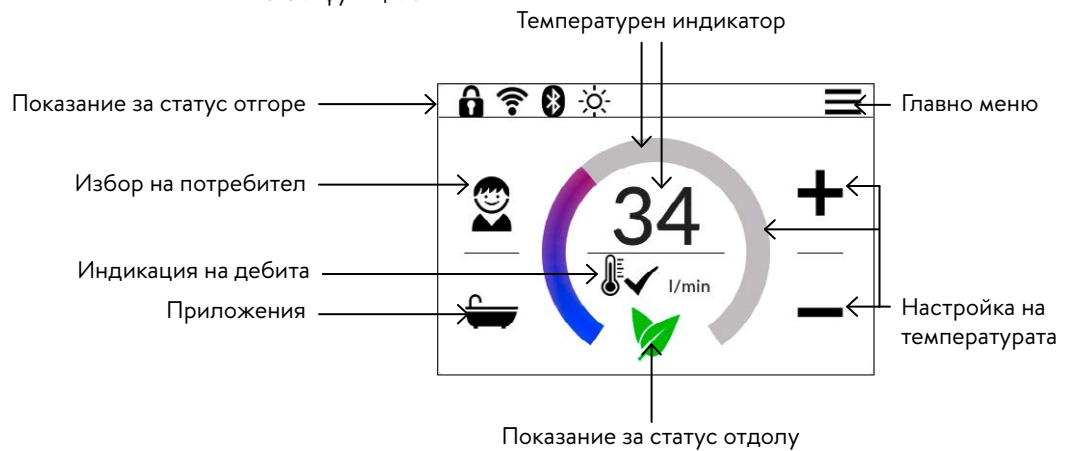 Температурен индикатор
Показание за статус отгоре
Главно меню
Избор на потребител
34
Индикация на дебита
l/min
Приложения
Настройка на
температурата
Показание за статус отдолу